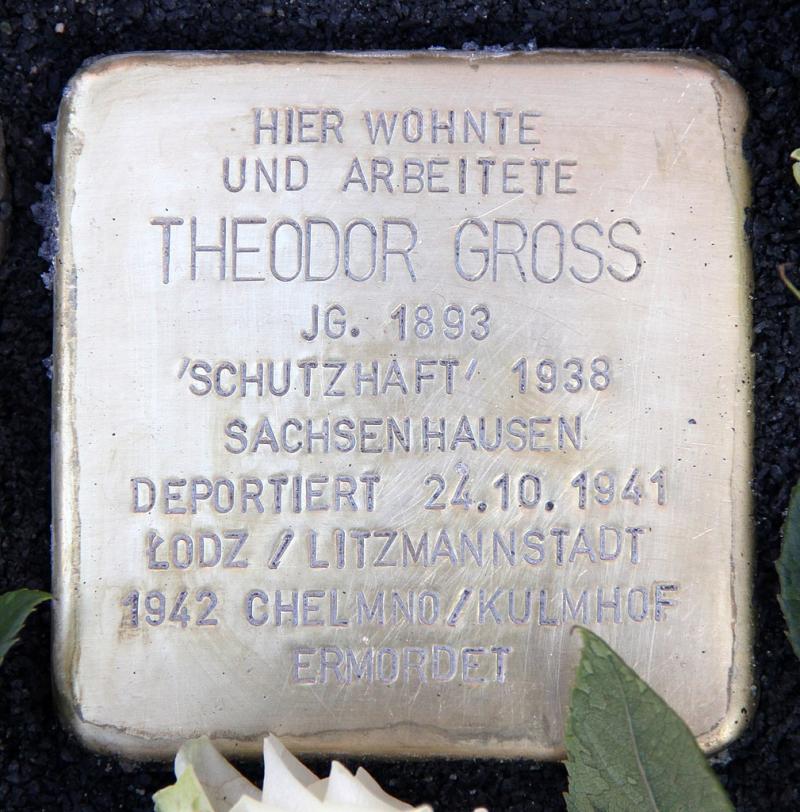 HIER WOHNTE
UND ARBEITETE
THEODOR GROSS
JG. 1893
'SCHUTZHAFT' 1938
SACHSENHAUSEN
DEPORTIERT 24.10.1941
ŁODZ / LITZMANNSTADT
1942 CHELMNO/KULMHOF
ERMORDET